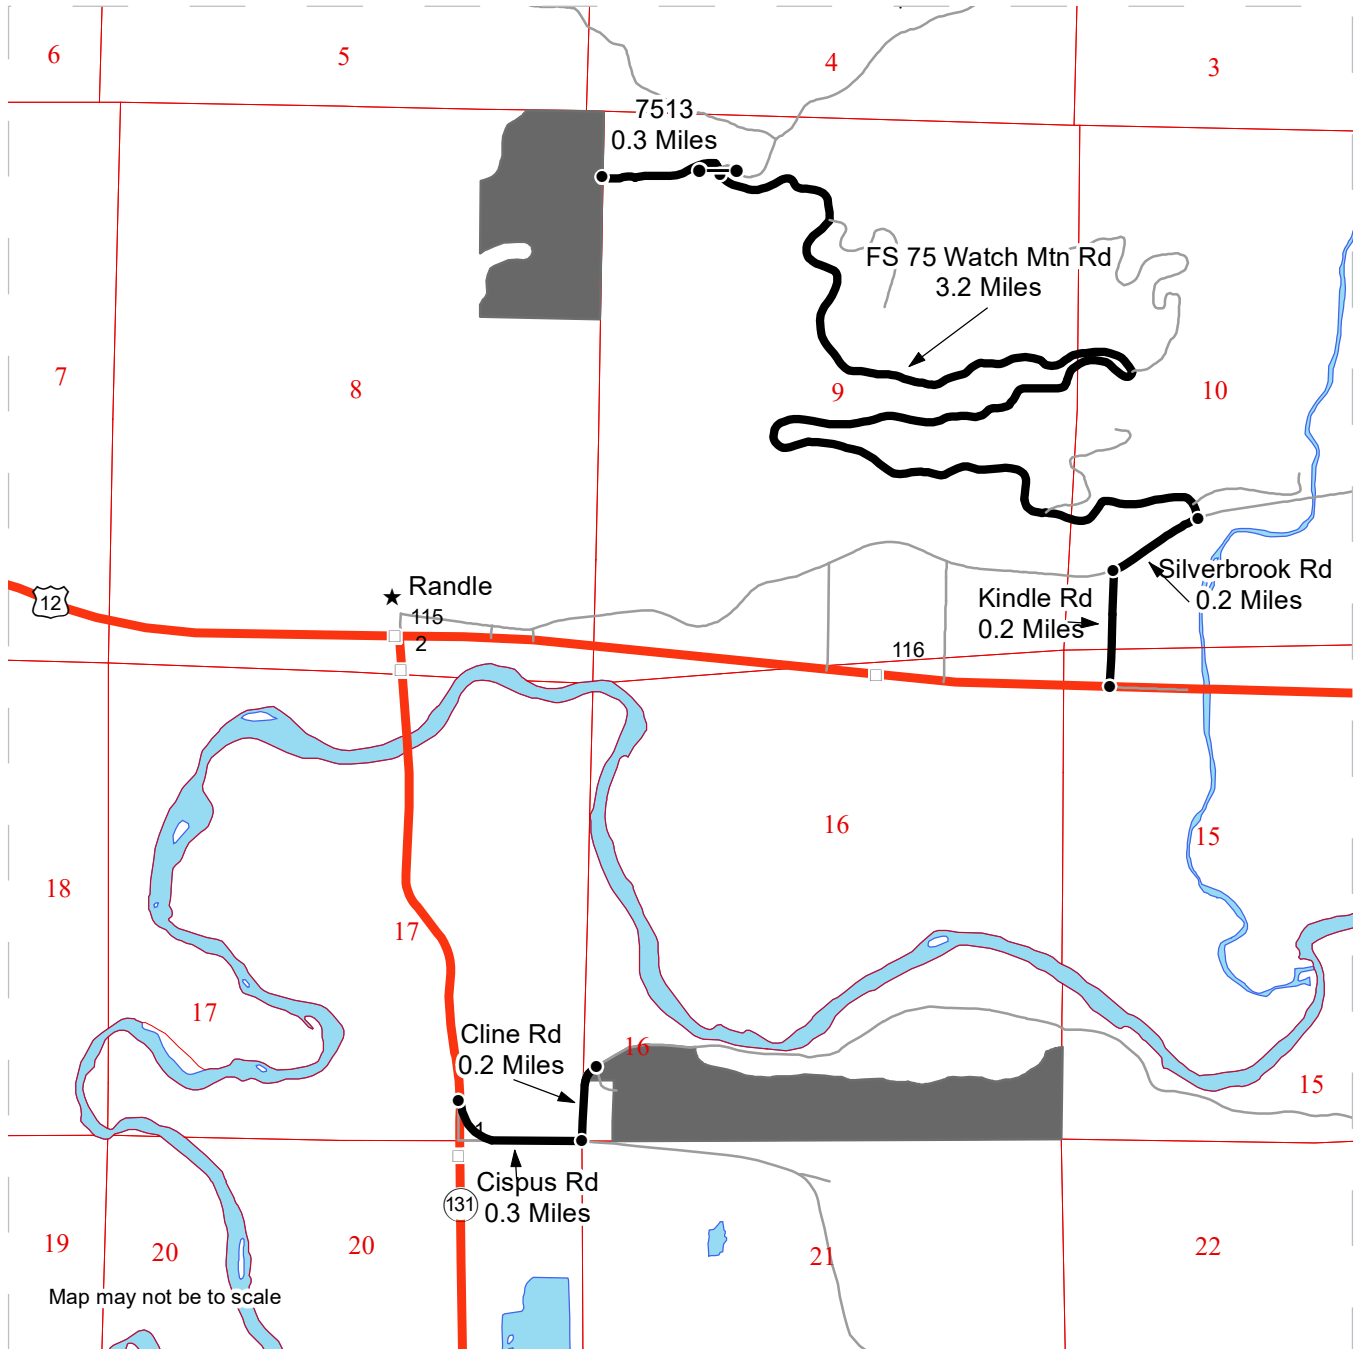 6
5
4
3
7513
0.3 Miles
FS 75 Watch Mtn Rd
3.2 Miles
7
8
9
10
12
Randle
115
2
116
Kindle Rd
0.2 Miles
Silverbrook Rd
0.2 Miles
16
15
18
17
17
Cline Rd
0.2 Miles
16
15
1
Cispus Rd
0.3 Miles
131
19
20
20
21
22
Map may not be to scale